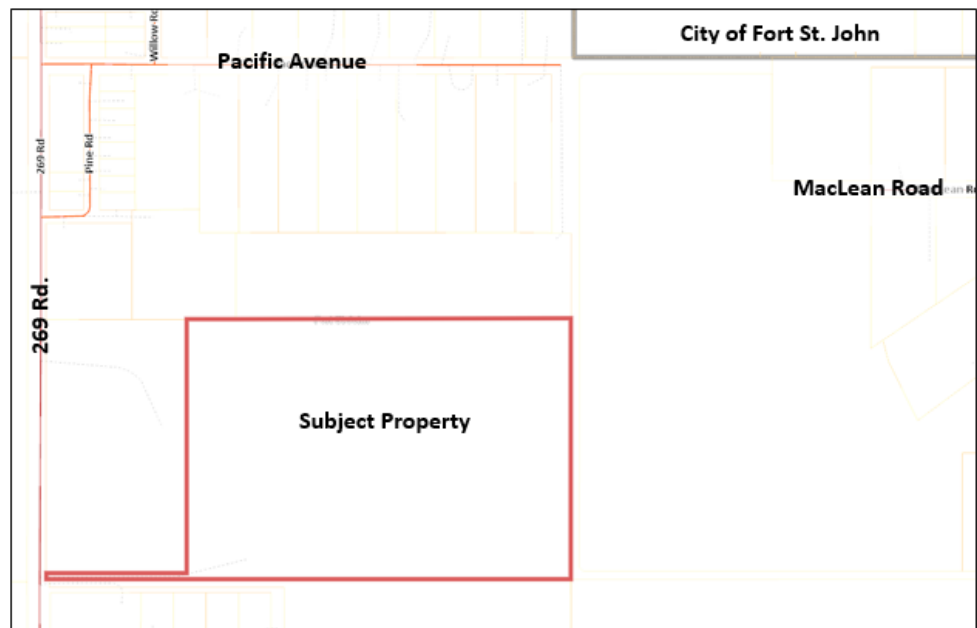 Willow Rd
City of Fort St. John
Pacific Avenue
269 Rd
Pine Rd
MacLean Road
269 Rd.
Subject Property